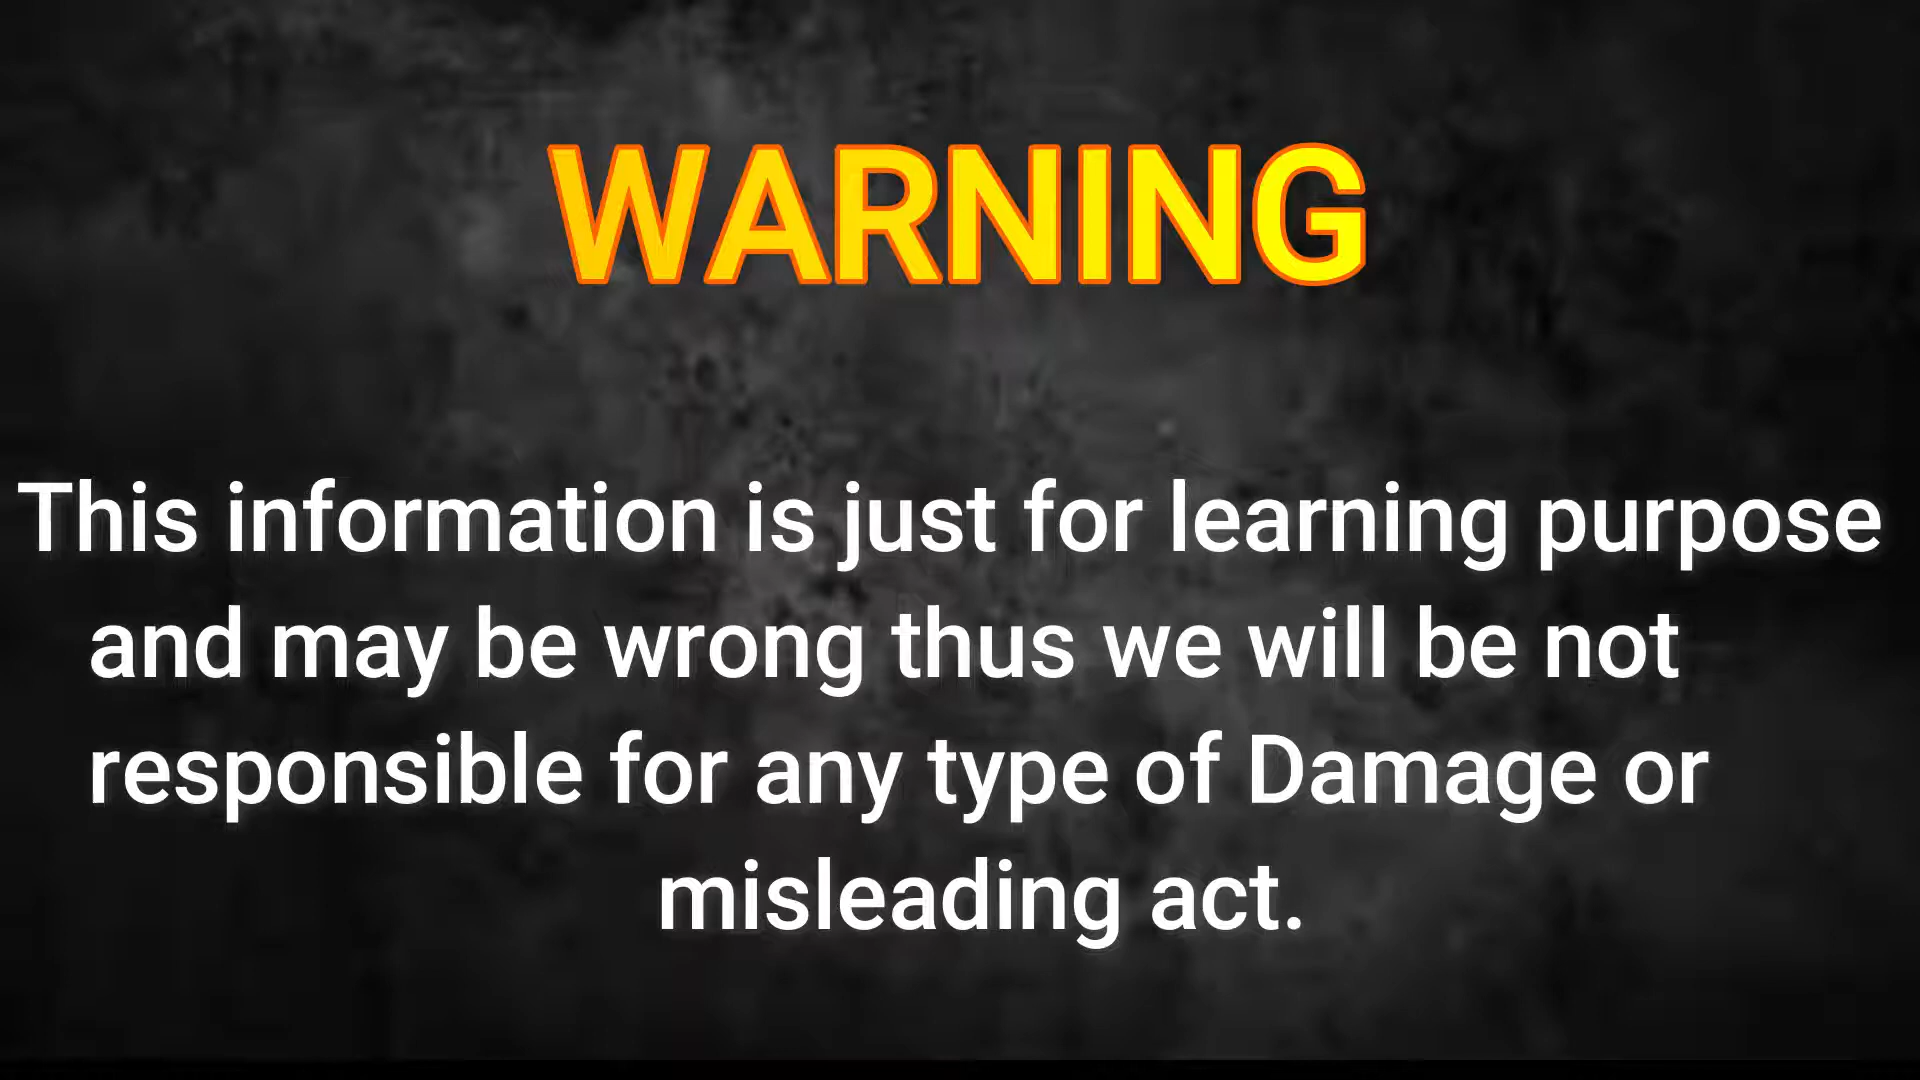 WARNING
This information is just for learning purpose
and may be wrong thus we will be not
responsible for any type of Damage or
misleading act.